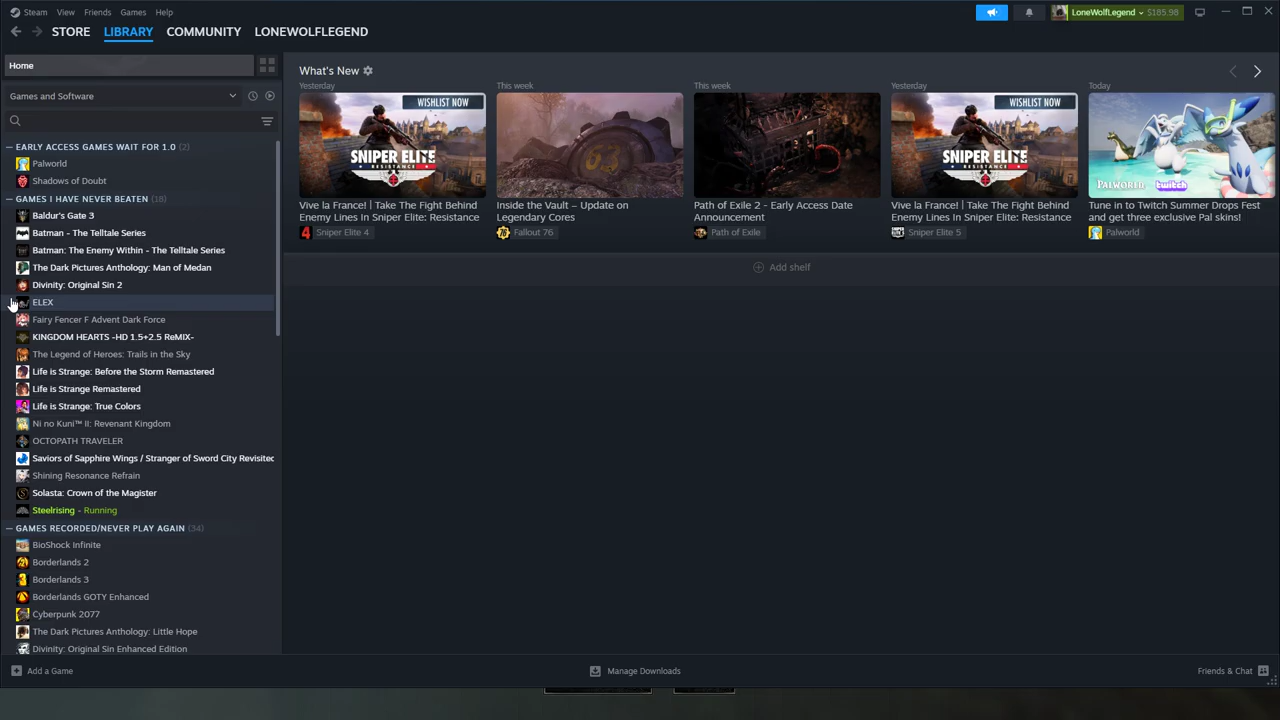 Steam View Friends Games Help
LoneWolfLegend $185.98
STORE LIBRARY COMMUNITY LONEWOLFLEGEND
Home
Games and Software
EARLY ACCESS GAMES WAIT FOR 1.0 (2)
Palworld
Shadows of Doubt
GAMES I HAVE NEVER BEATEN (18)
Baldur's Gate 3
Batman - The Telltale Series
Batman: The Enemy Within - The Telltale Series
The Dark Pictures Anthology: Man of Medan
Divinity: Original Sin 2
ELEX
Fairy Fencer F Advent Dark Force
KINGDOM HEARTS -HD 1.5+2.5 ReMIX-
The Legend of Heroes: Trails in the Sky
Life is Strange: Before the Storm Remastered
Life is Strange Remastered
Life is Strange: True Colors
Ni no Kuni™ II: Revenant Kingdom
OCTOPATH TRAVELER
Saviors of Sapphire Wings / Stranger of Sword City Revisited
Shining Resonance Refrain
Solasta: Crown of the Magister
Steelrising - Running
GAMES RECORDED/NEVER PLAY AGAIN (34)
BioShock Infinite
Borderlands 2
Borderlands 3
Borderlands GOTY Enhanced
Cyberpunk 2077
The Dark Pictures Anthology: Little Hope
Divinity: Original Sin Enhanced Edition
What's New
Yesterday
WISHLIST NOW
SNIPER ELITE
RESISTANCE
Vive la France! | Take The Fight Behind
Enemy Lines In Sniper Elite: Resistance
Sniper Elite 4
This week
63
Inside the Vault – Update on
Legendary Cores
Fallout 76
This week
Path of Exile 2 - Early Access Date
Announcement
Path of Exile
Yesterday
WISHLIST NOW
SNIPER ELITE
RESISTANCE
Vive la France! | Take The Fight Behind
Enemy Lines In Sniper Elite: Resistance
Sniper Elite 5
Today
PALWORLD twitch
Tune in to Twitch Summer Drops Fest
and get three exclusive Pal skins!
Palworld
Add shelf
Add a Game
Manage Downloads
Friends & Chat